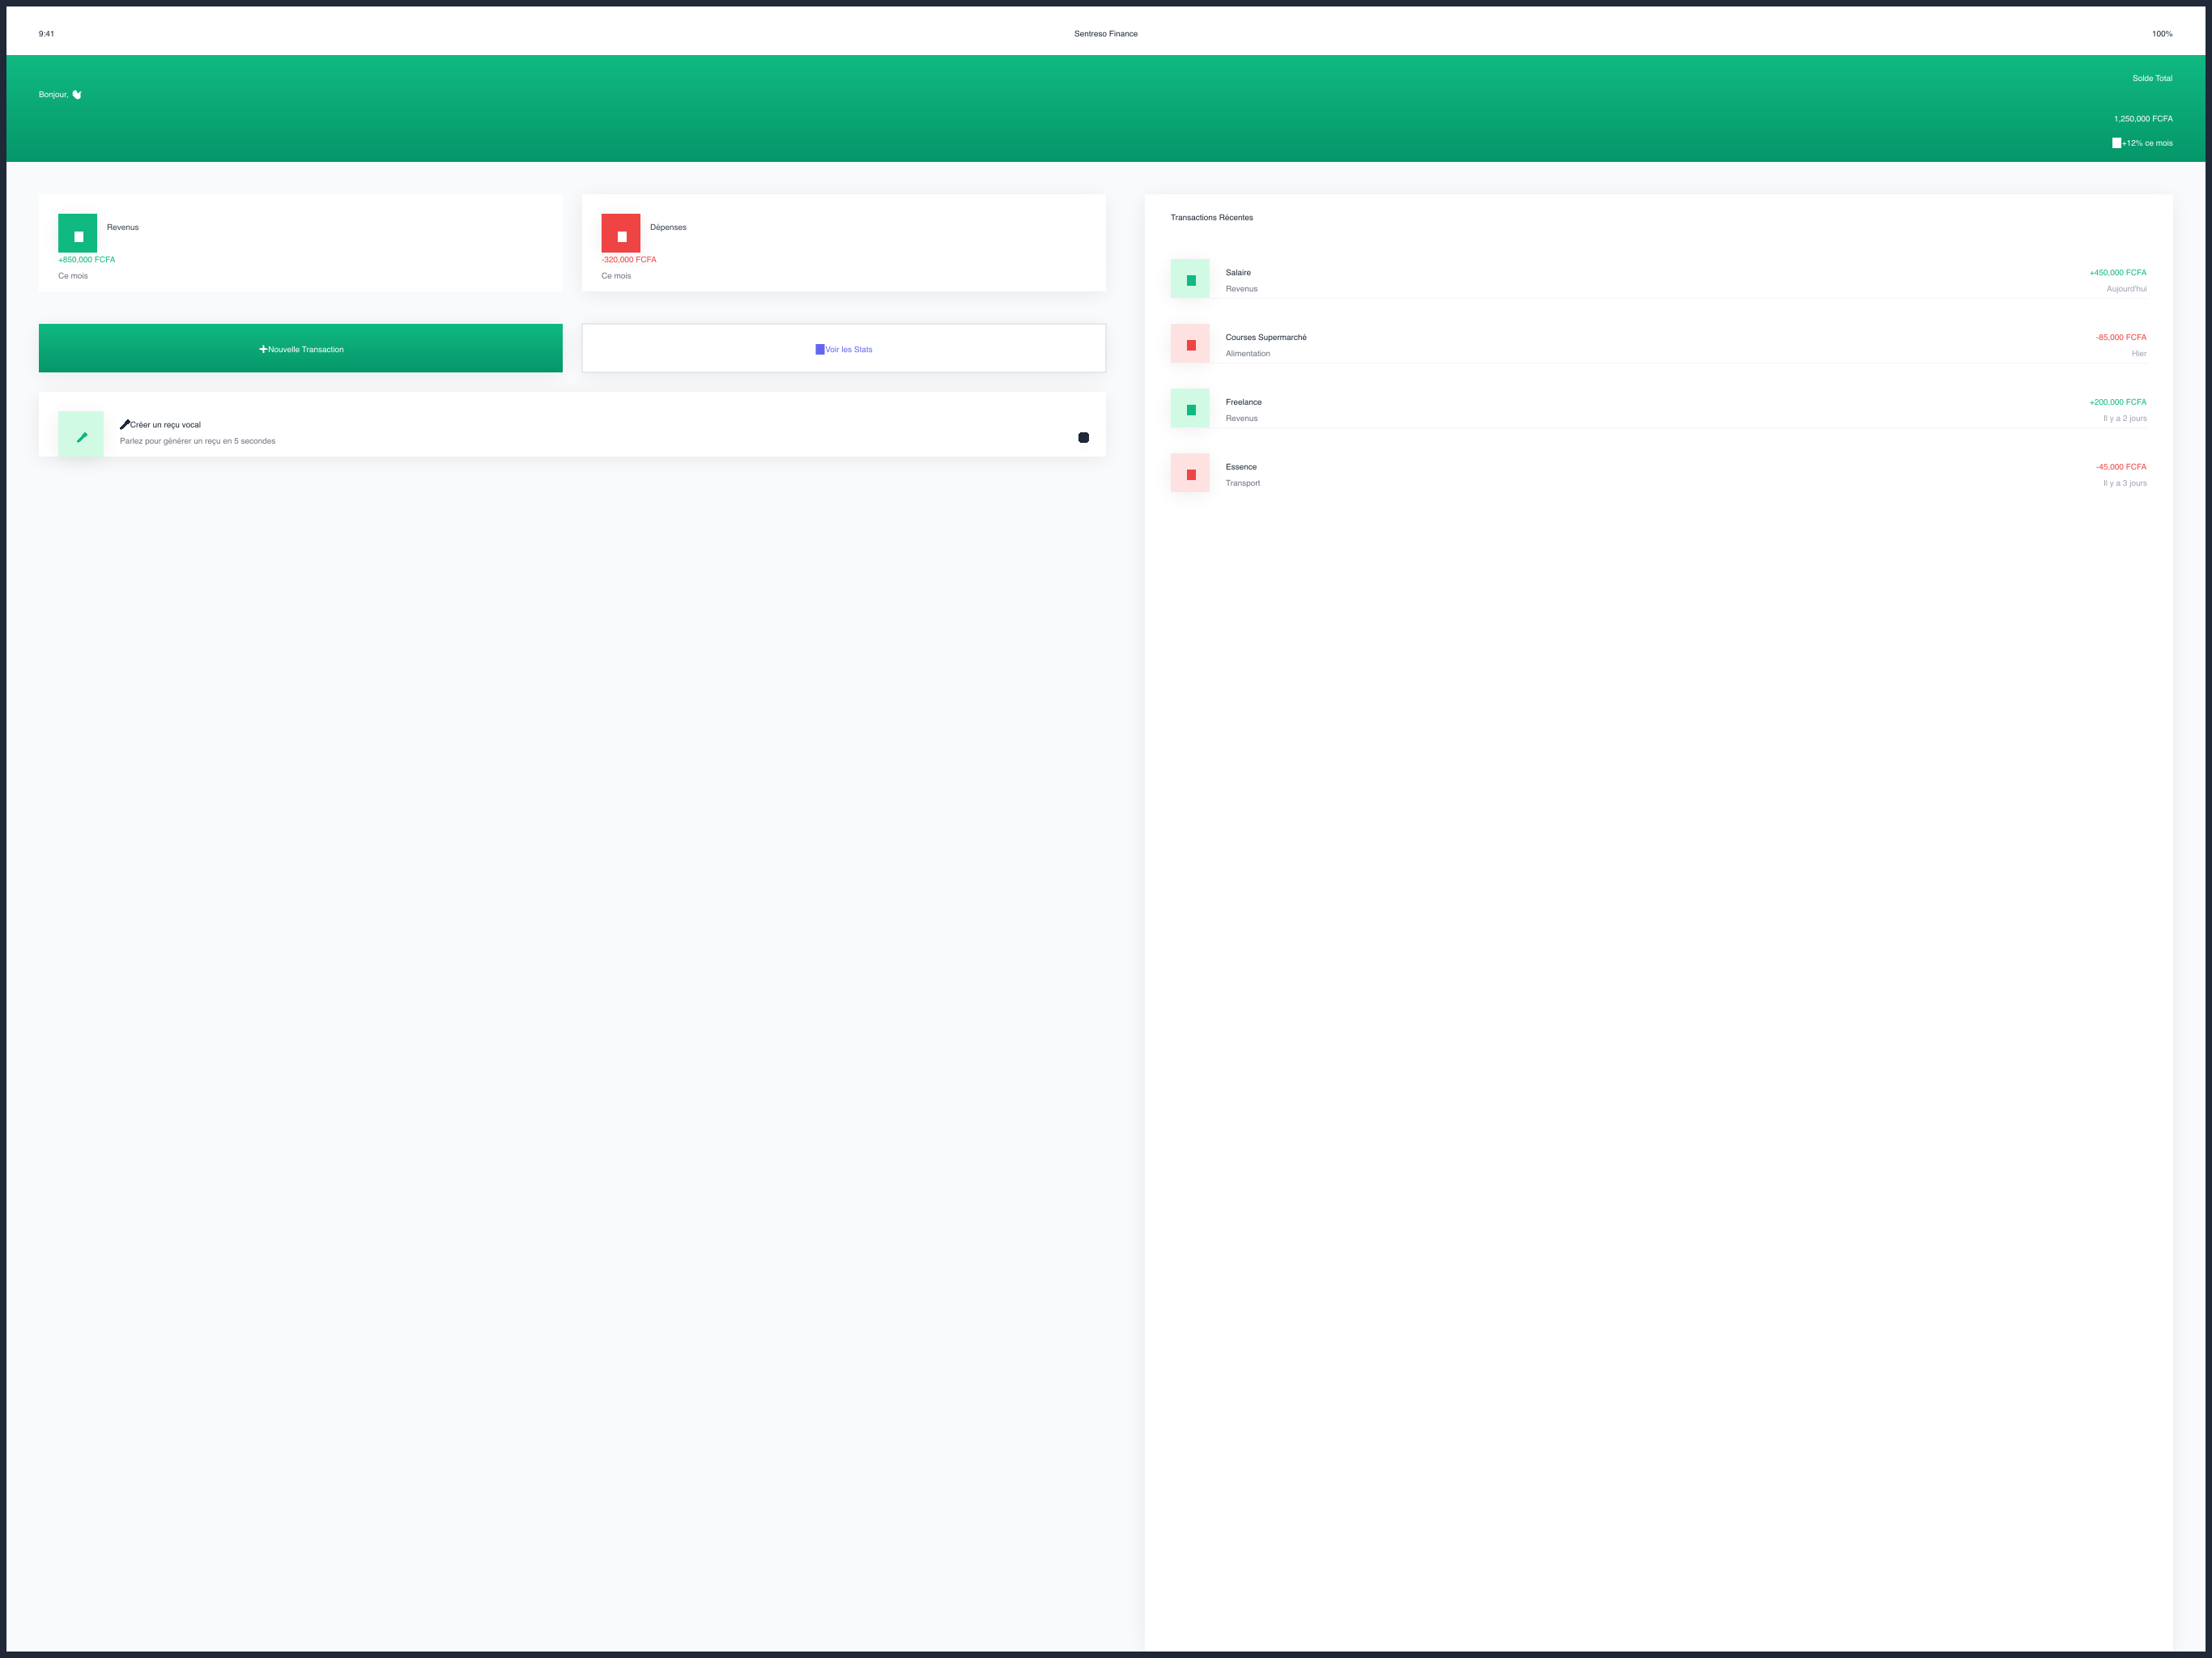 9:41
Sentreso Finance
100%
Bonjour,
Solde Total
1,250,000 FCFA
+12% ce mois
Revenus
+850,000 FCFA
Ce mois
Dépenses
-320,000 FCFA
Ce mois
Nouvelle Transaction
Voir les Stats
Créer un reçu vocal
Parlez pour générer un reçu en 5 secondes
Transactions Récentes
Salaire
+450,000 FCFA
Revenus
Aujourd'hui
Courses Supermarché
-85,000 FCFA
Alimentation
Hier
Freelance
+200,000 FCFA
Revenus
Il y a 2 jours
Essence
-45,000 FCFA
Transport
Il y a 3 jours